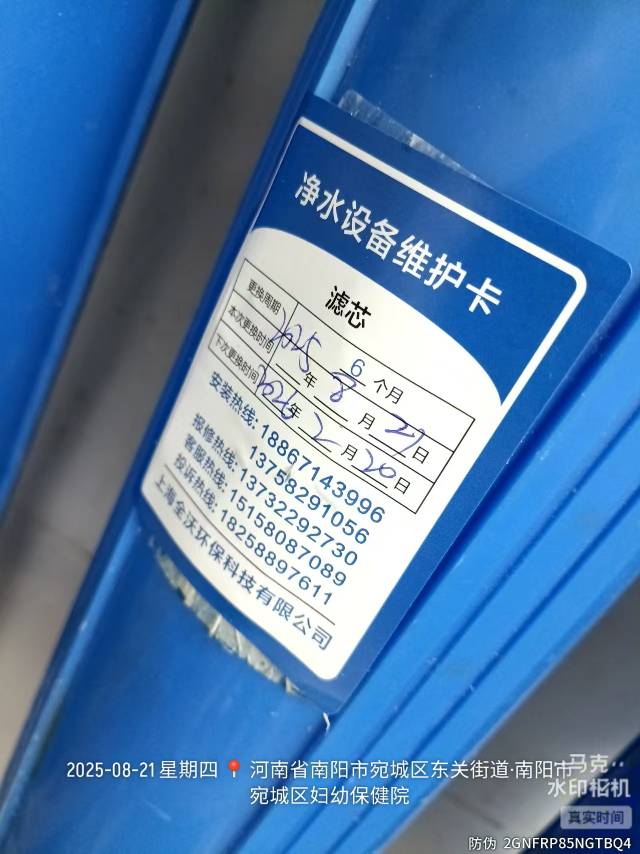 净水设备维护卡
滤芯
更换周期 6 个月
本次更换时间 2025 年 8 月 21 日
下次更换时间 2026 年 2 月 20 日
安装热线: 18867143996
13758291056
报修热线: 13732292730
客服热线: 15158087089
投诉热线: 18258897611
上海全沃环保科技有限公司
2025-08-21 星期四 河南省南阳市宛城区东关街道·南阳市
宛城区妇幼保健院
马克
水印相机
真实时间
防伪 2GNFRP85NGTBQ4